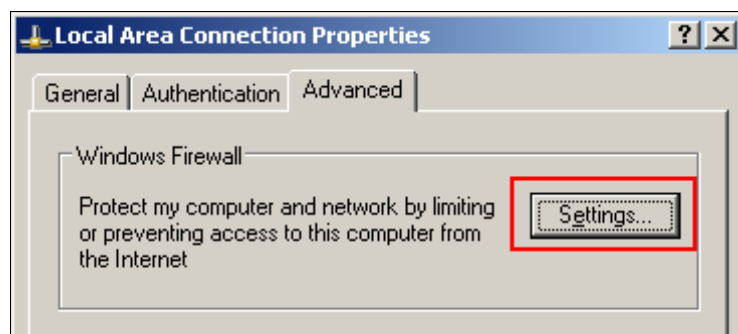 Local Area Connection Properties
General Authentication Advanced
Windows Firewall
Protect my computer and network by limiting
or preventing access to this computer from
the Internet
Settings...